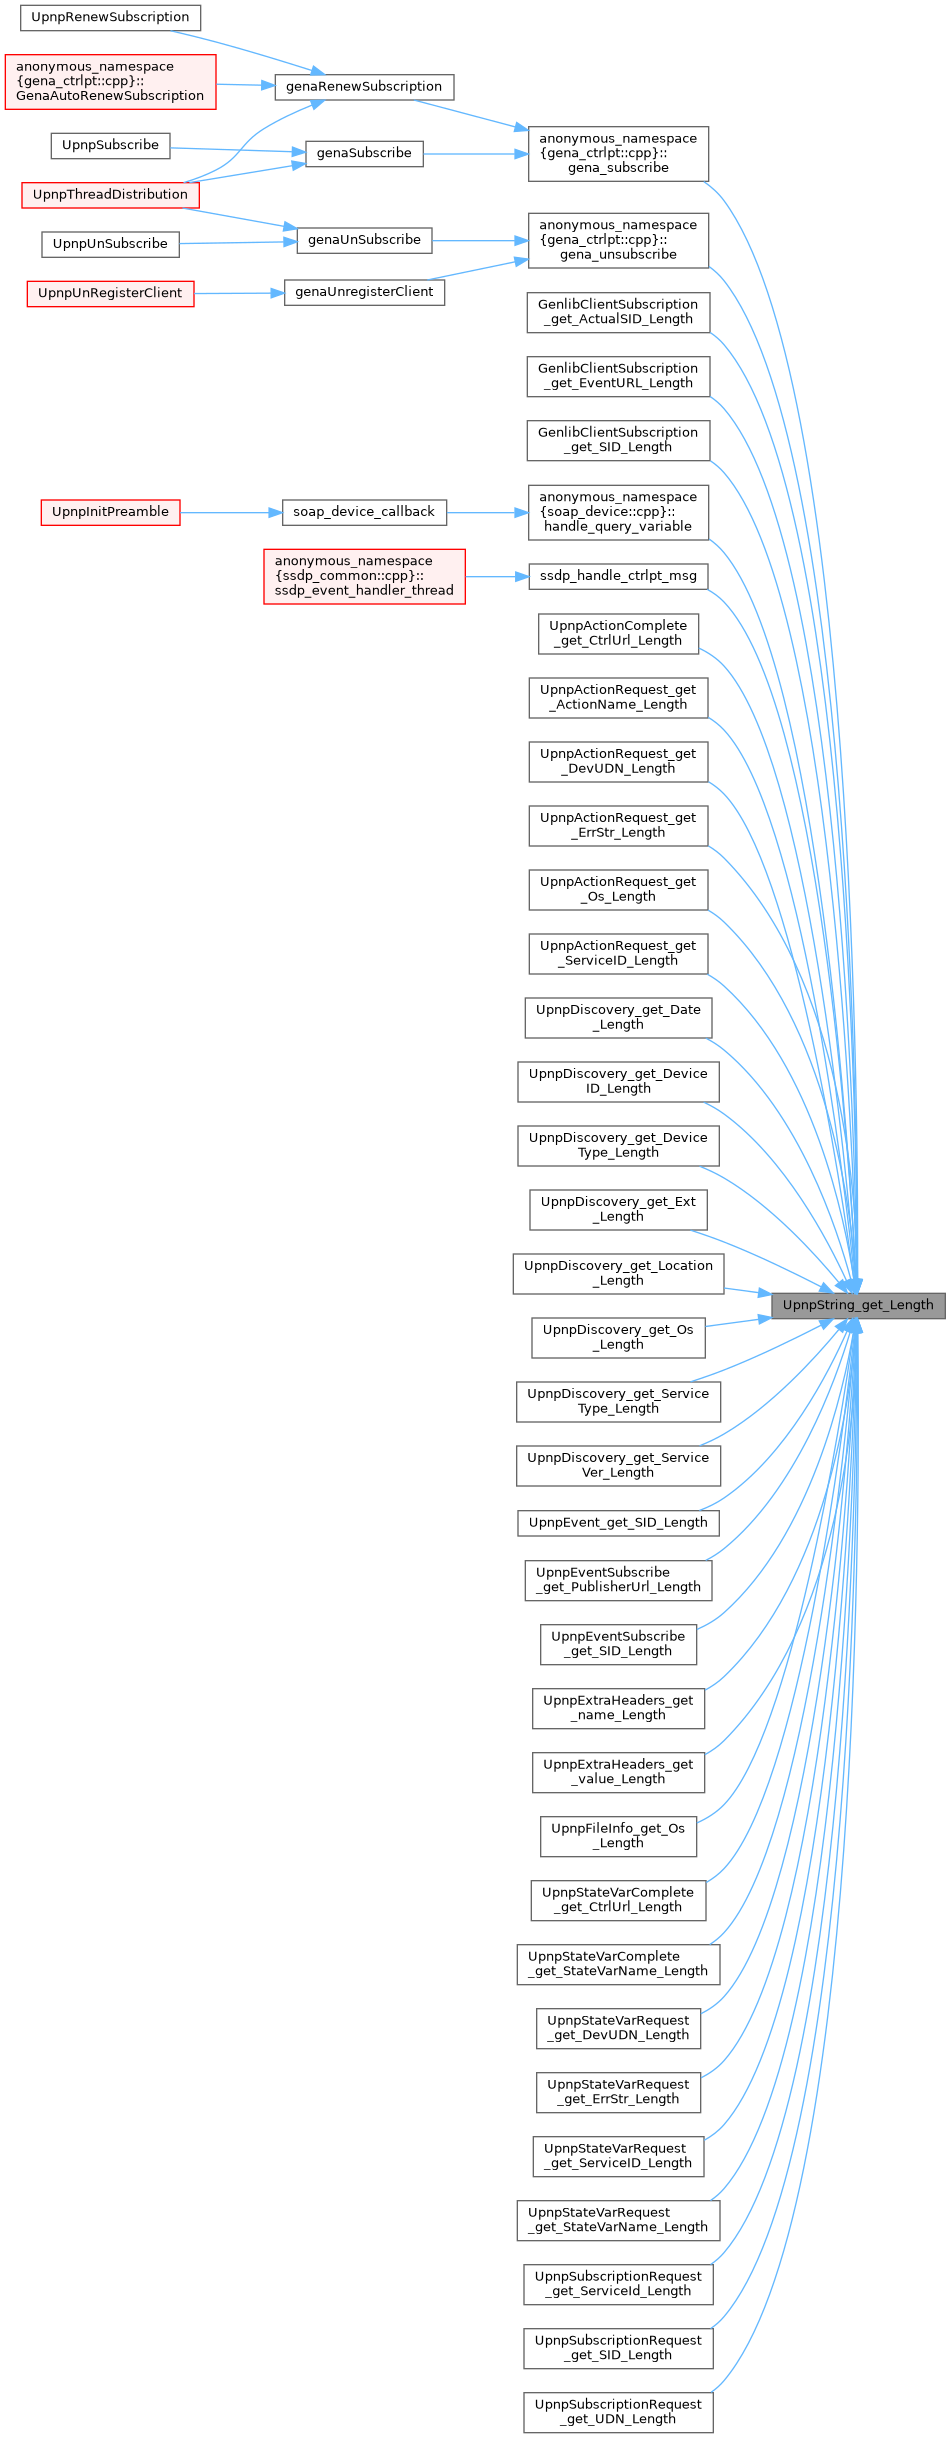 UpnpRenewSubscription
anonymous_namespace
{gena_ctrlpt::cpp}::
GenaAutoRenewSubscription
genaRenewSubscription
UpnpSubscribe
genaSubscribe
anonymous_namespace
{gena_ctrlpt::cpp}::
gena_subscribe
UpnpThreadDistribution
UpnpUnSubscribe
genaUnSubscribe
anonymous_namespace
{gena_ctrlpt::cpp}::
gena_unsubscribe
UpnpUnRegisterClient
genaUnregisterClient
GenlibClientSubscription
_get_ActualSID_Length
GenlibClientSubscription
_get_EventURL_Length
GenlibClientSubscription
_get_SID_Length
UpnpInitPreamble
soap_device_callback
anonymous_namespace
{soap_device::cpp}::
handle_query_variable
anonymous_namespace
{ssdp_common::cpp}::
ssdp_event_handler_thread
ssdp_handle_ctrlpt_msg
UpnpActionComplete
_get_CtrlUrl_Length
UpnpActionRequest_get
_ActionName_Length
UpnpActionRequest_get
_DevUDN_Length
UpnpActionRequest_get
_ErrStr_Length
UpnpActionRequest_get
_Os_Length
UpnpActionRequest_get
_ServiceID_Length
UpnpDiscovery_get_Date
_Length
UpnpDiscovery_get_Device
ID_Length
UpnpDiscovery_get_Device
Type_Length
UpnpDiscovery_get_Ext
_Length
UpnpDiscovery_get_Location
_Length
UpnpString_get_Length
UpnpDiscovery_get_Os
_Length
UpnpDiscovery_get_Service
Type_Length
UpnpDiscovery_get_Service
Ver_Length
UpnpEvent_get_SID_Length
UpnpEventSubscribe
_get_PublisherUrl_Length
UpnpEventSubscribe
_get_SID_Length
UpnpExtraHeaders_get
_name_Length
UpnpExtraHeaders_get
_value_Length
UpnpFileInfo_get_Os
_Length
UpnpStateVarComplete
_get_CtrlUrl_Length
UpnpStateVarComplete
_get_StateVarName_Length
UpnpStateVarRequest
_get_DevUDN_Length
UpnpStateVarRequest
_get_ErrStr_Length
UpnpStateVarRequest
_get_ServiceID_Length
UpnpStateVarRequest
_get_StateVarName_Length
UpnpSubscriptionRequest
_get_ServiceId_Length
UpnpSubscriptionRequest
_get_SID_Length
UpnpSubscriptionRequest
_get_UDN_Length